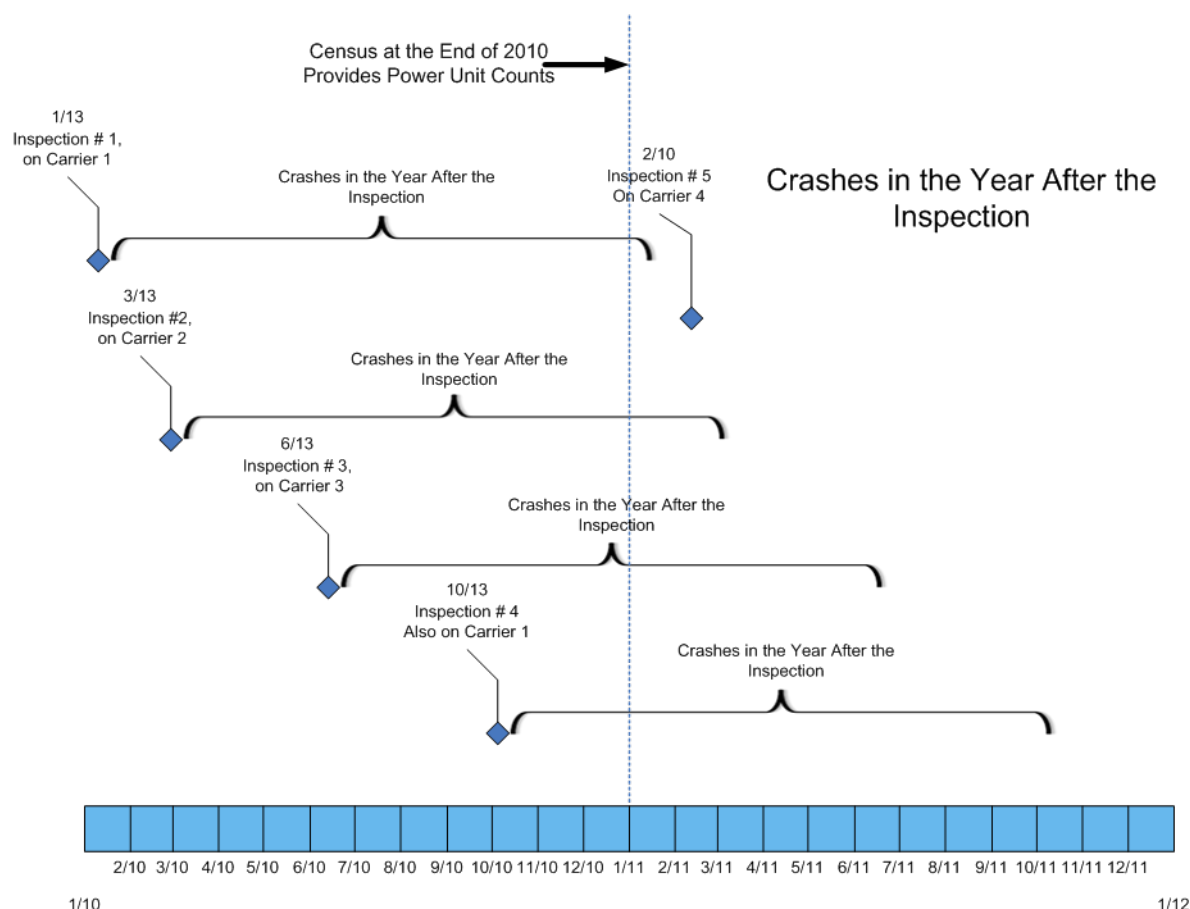 Census at the End of 2010
Provides Power Unit Counts
1/13
Inspection # 1,
on Carrier 1
Crashes in the Year After the
Inspection
2/10
Inspection # 5
On Carrier 4
Crashes in the Year After the
Inspection
3/13
Inspection #2,
on Carrier 2
Crashes in the Year After the
Inspection
6/13
Inspection # 3,
on Carrier 3
Crashes in the Year After the
Inspection
10/13
Inspection # 4
Also on Carrier 1
Crashes in the Year After the
Inspection
2/10 3/10 4/10 5/10 6/10 7/10 8/10 9/10 10/10 11/10 12/10 1/11 2/11 3/11 4/11 5/11 6/11 7/11 8/11 9/11 10/11 11/11 12/11
1/10 1/12